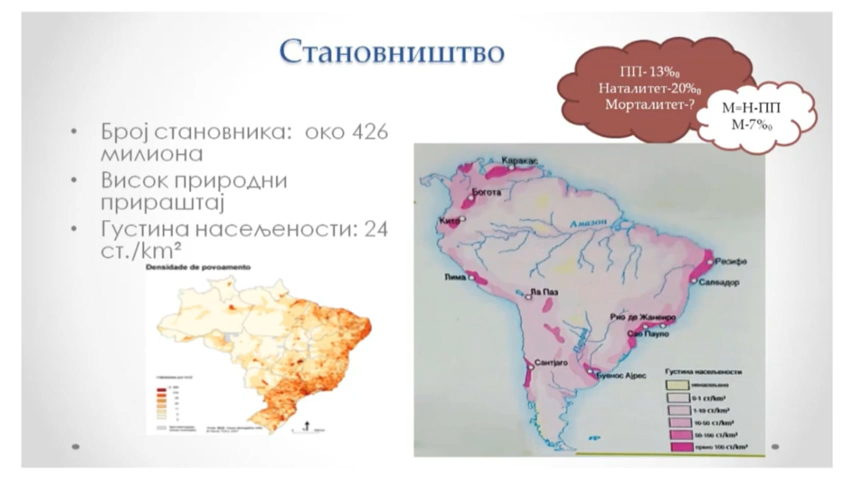 Становништво
ПП- 13‰
Наталитет-20‰
Морталитет-?
М=Н-ПП
М-7‰
• Број становника: око 426
милиона
• Висок природни
прираштај
• Густина насељености: 24
ст./km²
Densidade de povoamento
Каракас
Богота
Кито
Амазон
Лима
Ла Паз
Ресифе
Салвадор
Рио де Жанеиро
Сао Пауло
Сантјаго
Буенос Ајрес
Густина насељености
ненасељено
0-1 ст/km²
1-10 ст/km²
10-50 ст/km²
50-100 ст/km²
преко 100 ст/km²